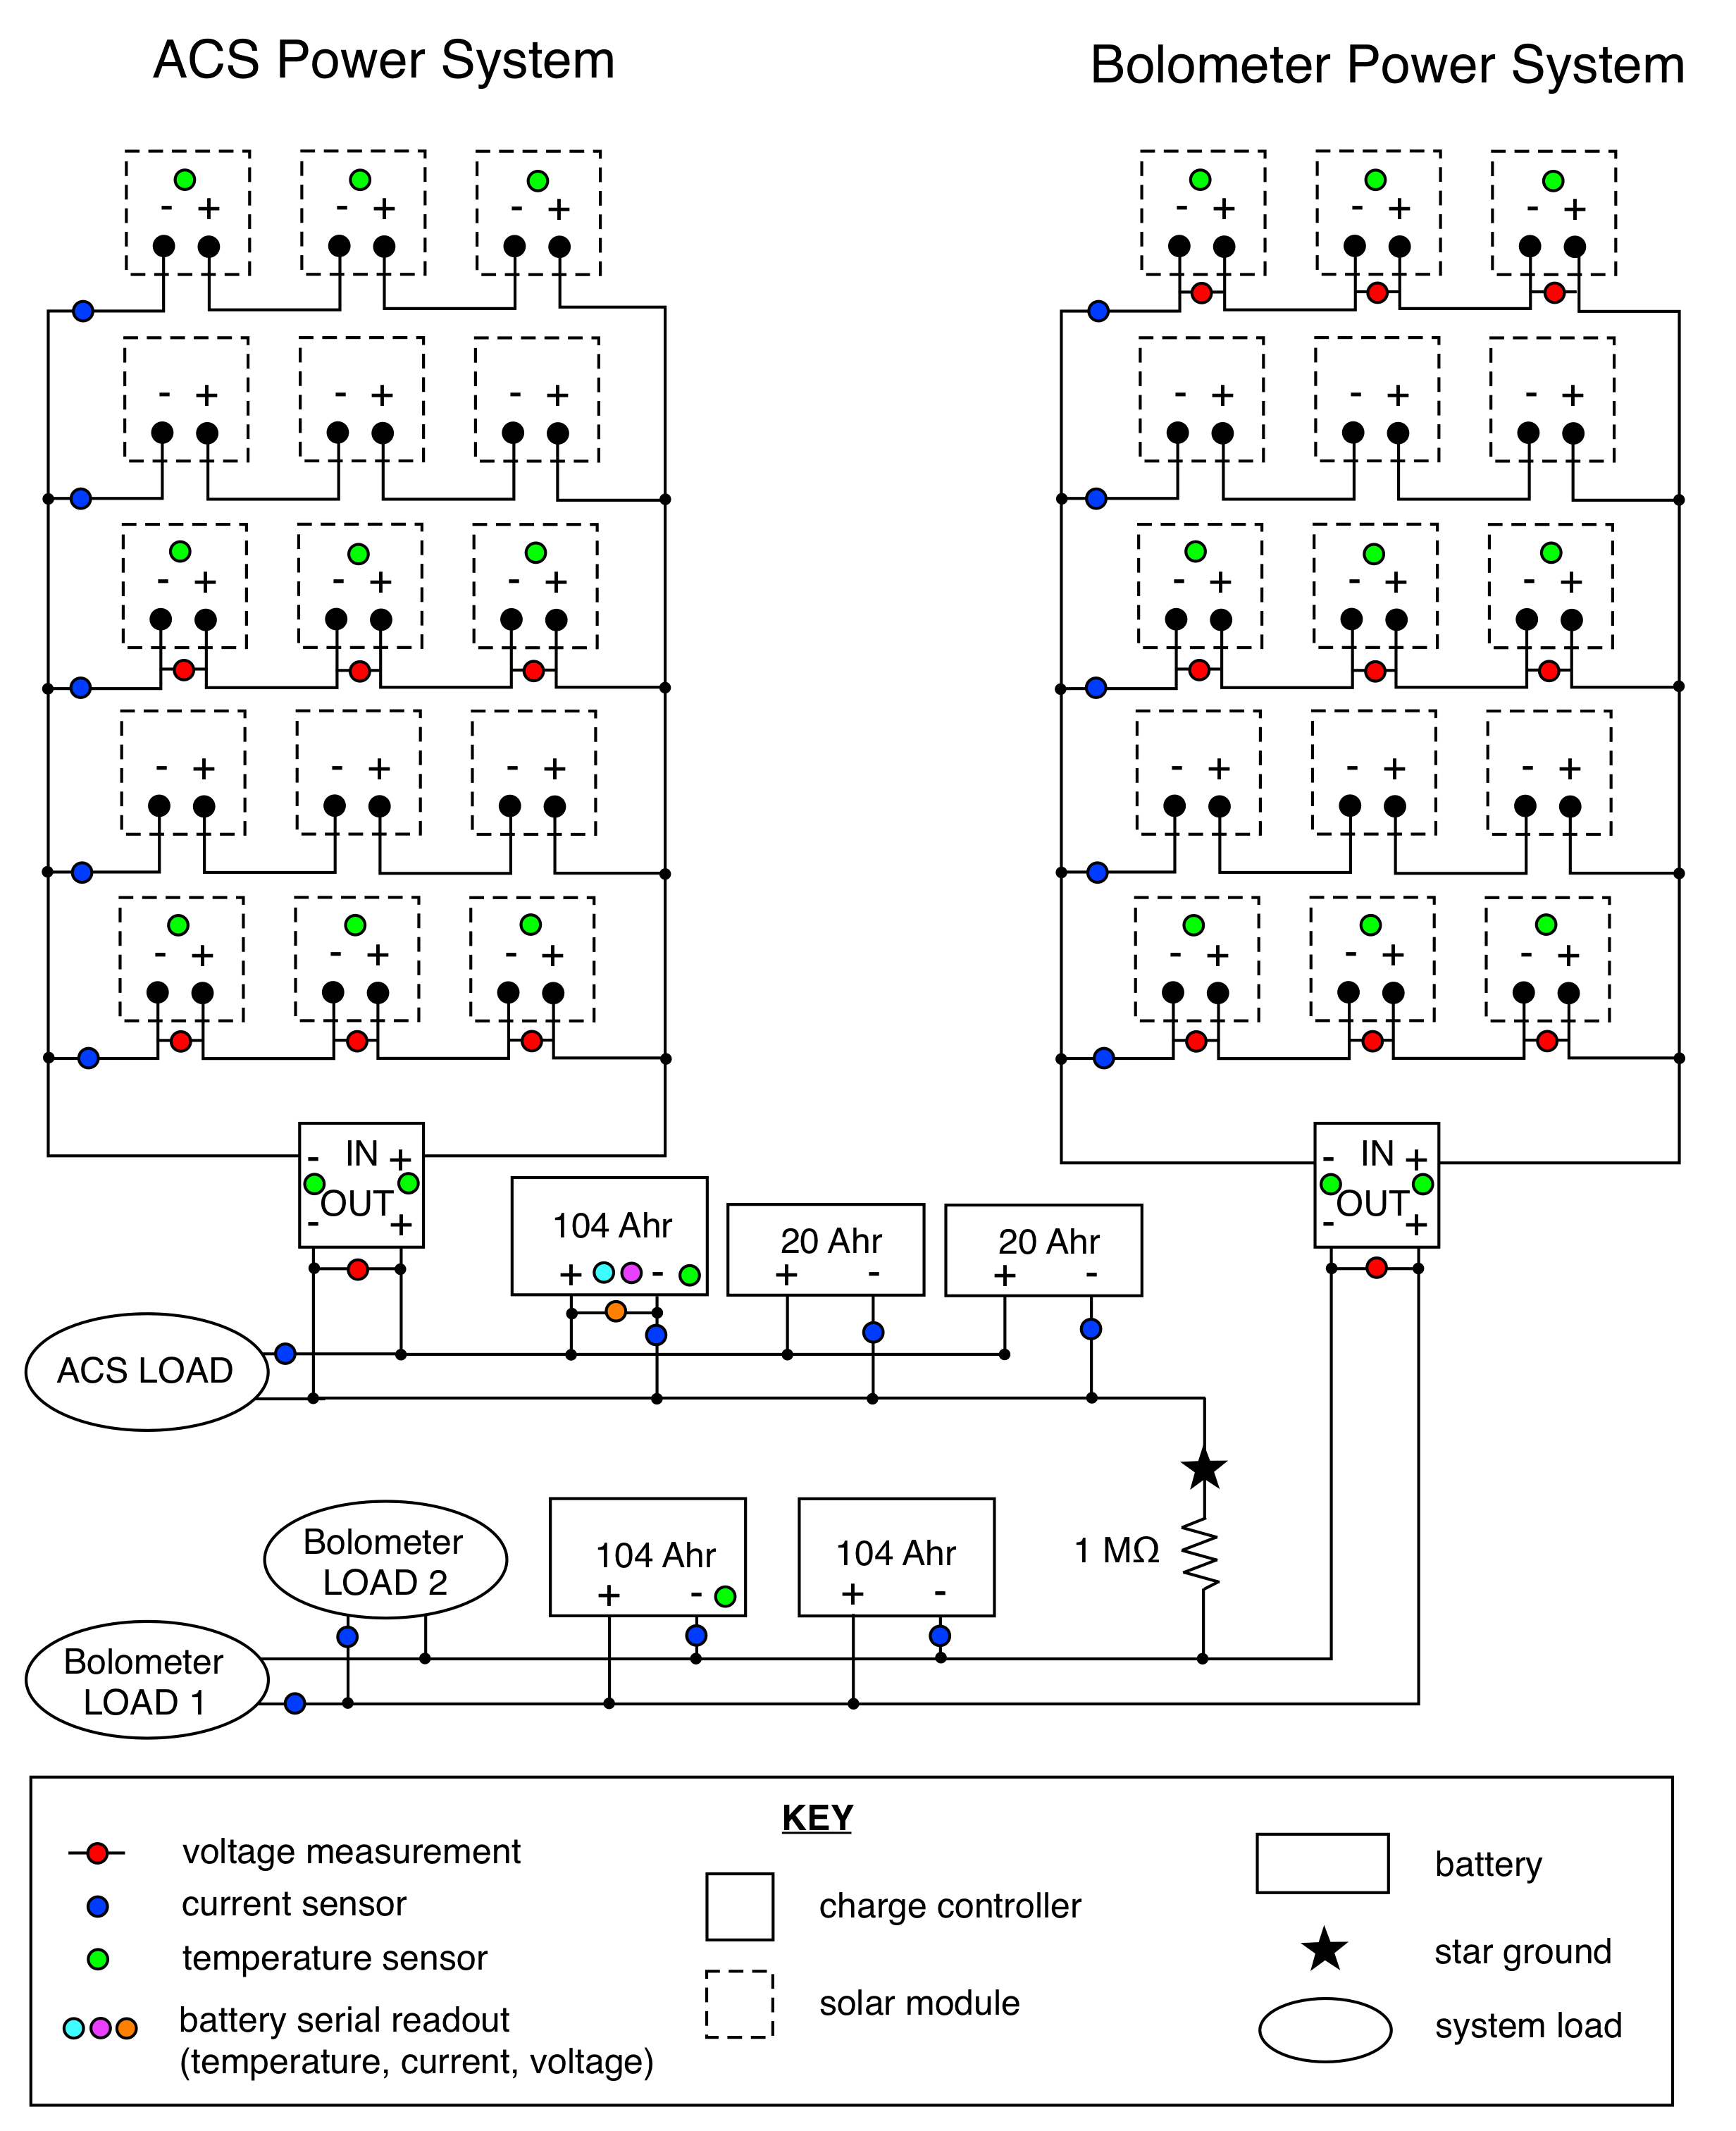 ACS Power System
Bolometer Power System
- + - + - +
- + - + - +
- + - + - +
- + - + - +
- + - + - +
- + - + - +
- + - + - +
- + - + - +
- + - + - +
- + - + - +
- IN +
OUT
- +
- IN +
OUT
- +
104 Ahr
+ -
20 Ahr
+ -
20 Ahr
+ -
ACS LOAD
Bolometer
LOAD 2
104 Ahr
+ -
104 Ahr
+ -
1 MΩ
Bolometer
LOAD 1
KEY
voltage measurement
current sensor
temperature sensor
battery serial readout
(temperature, current, voltage)
charge controller
solar module
battery
star ground
system load